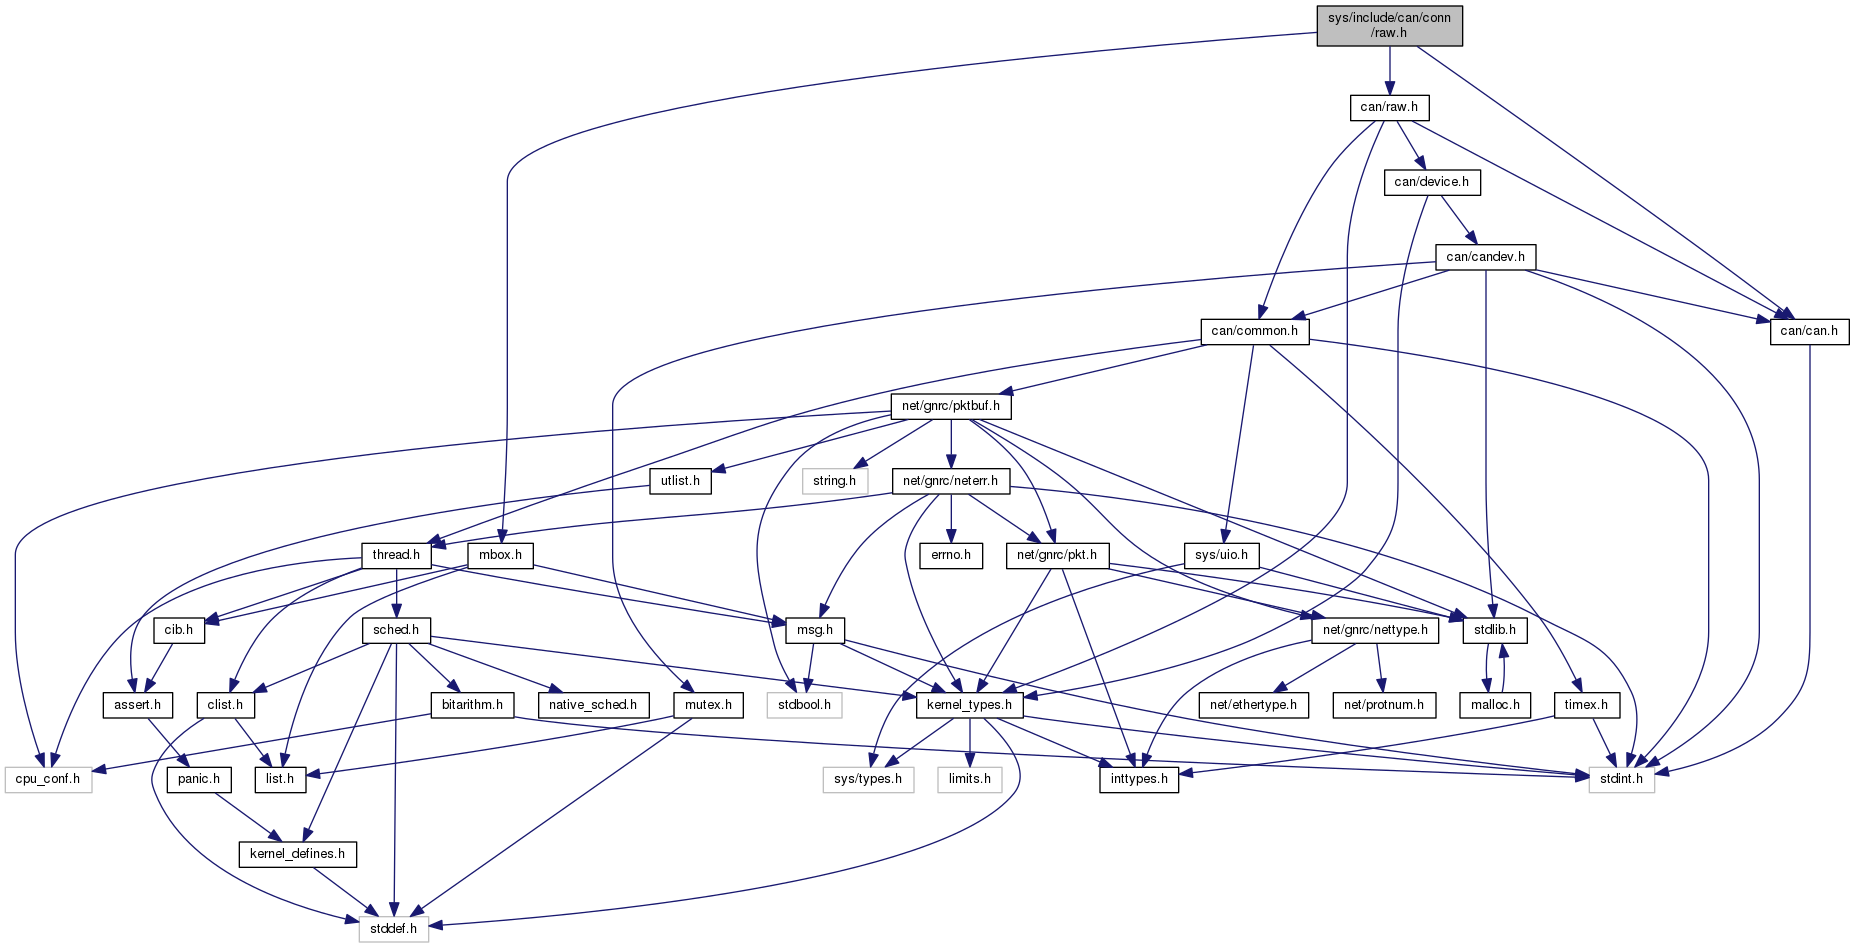 sys/include/can/conn
/raw.h
can/raw.h
can/device.h
can/candev.h
can/common.h
can/can.h
net/gnrc/pktbuf.h
utlist.h
string.h
net/gnrc/neterr.h
thread.h
mbox.h
errno.h
net/gnrc/pkt.h
sys/uio.h
cib.h
sched.h
msg.h
net/gnrc/nettype.h
stdlib.h
assert.h
clist.h
bitarithm.h
native_sched.h
mutex.h
stdbool.h
kernel_types.h
net/ethertype.h
net/protnum.h
malloc.h
timex.h
cpu_conf.h
panic.h
list.h
sys/types.h
limits.h
inttypes.h
stdint.h
kernel_defines.h
stddef.h